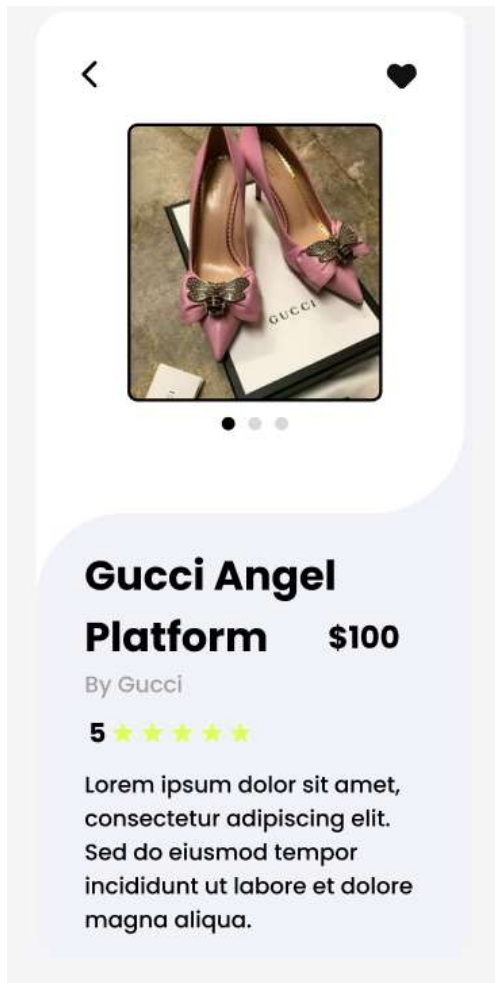 GUCCI
Gucci Angel
Platform $100
By Gucci
5
Lorem ipsum dolor sit amet,
consectetur adipiscing elit.
Sed do eiusmod tempor
incididunt ut labore et dolore
magna aliqua.